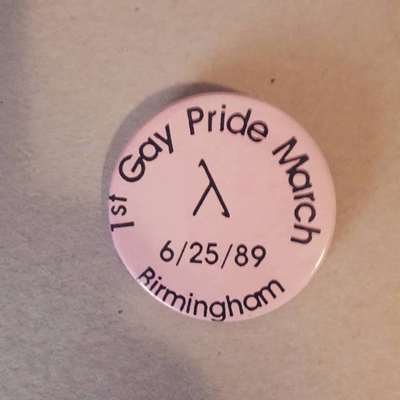 1st Gay Pride March
λ
6/25/89
Birmingham